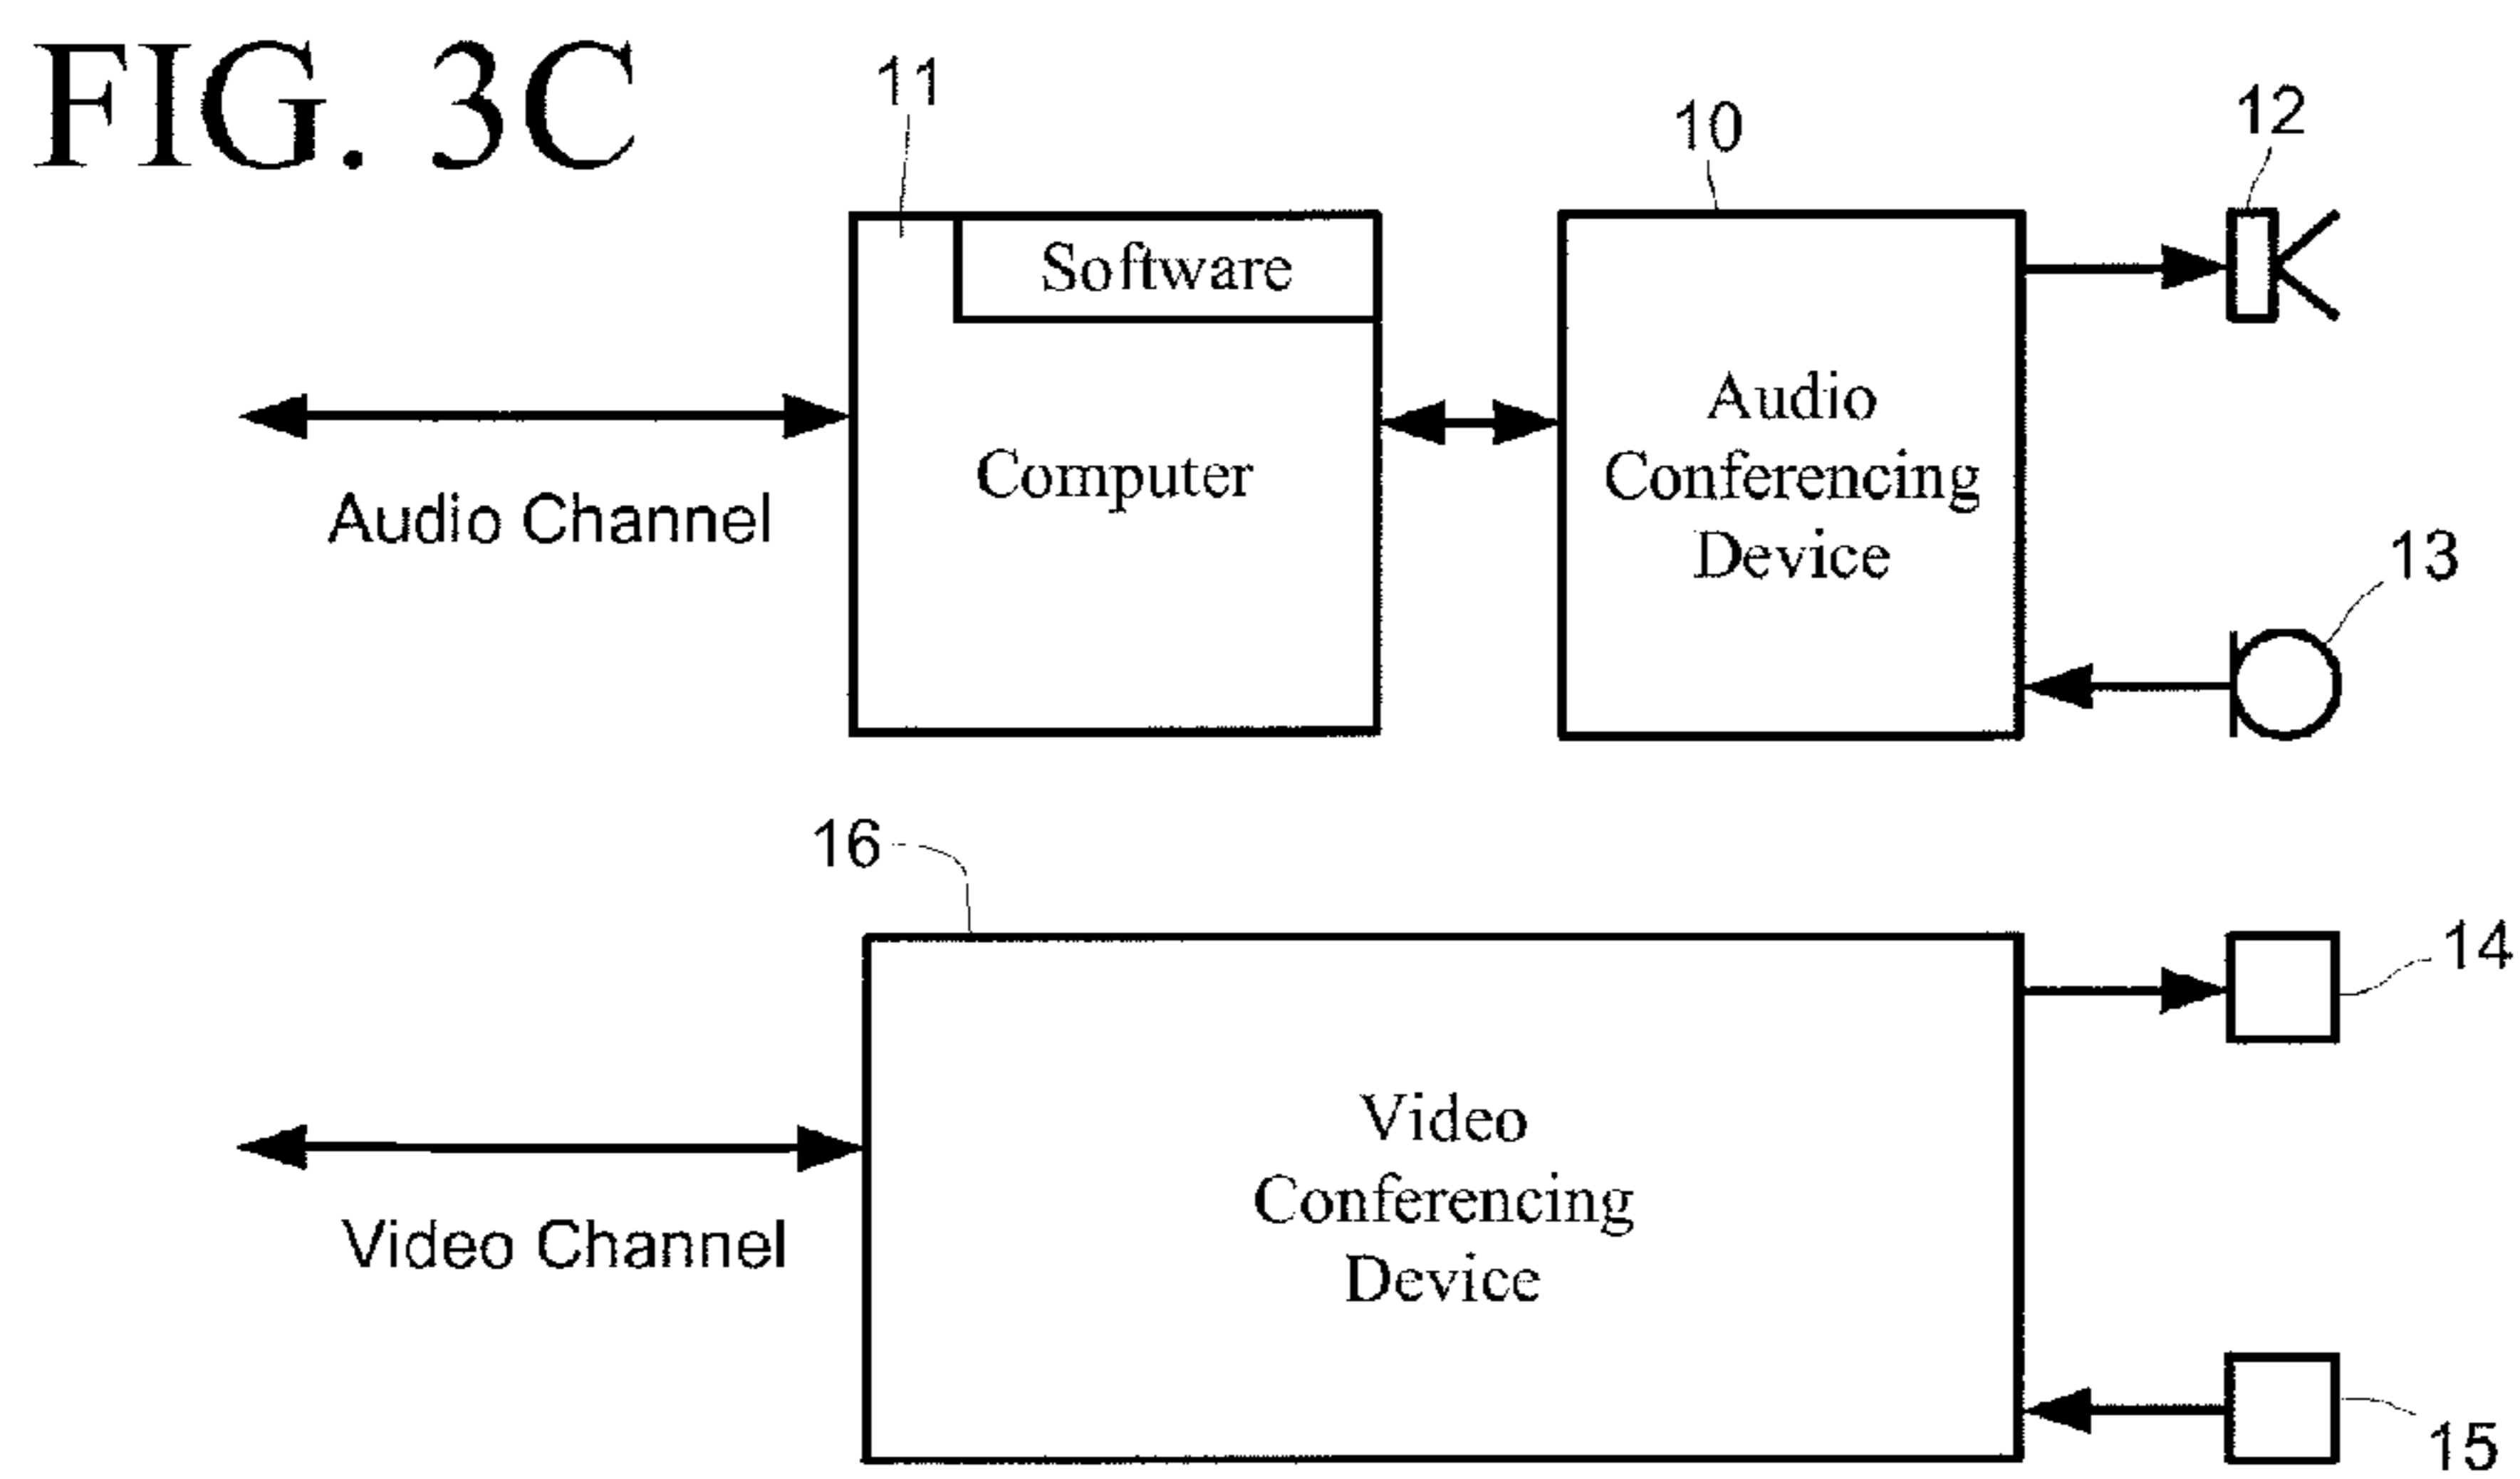 FIG. 3C
11
10
12
Software
Audio
Conferencing
Device
Computer
Audio Channel
13
16
14
Video
Conferencing
Device
Video Channel
15